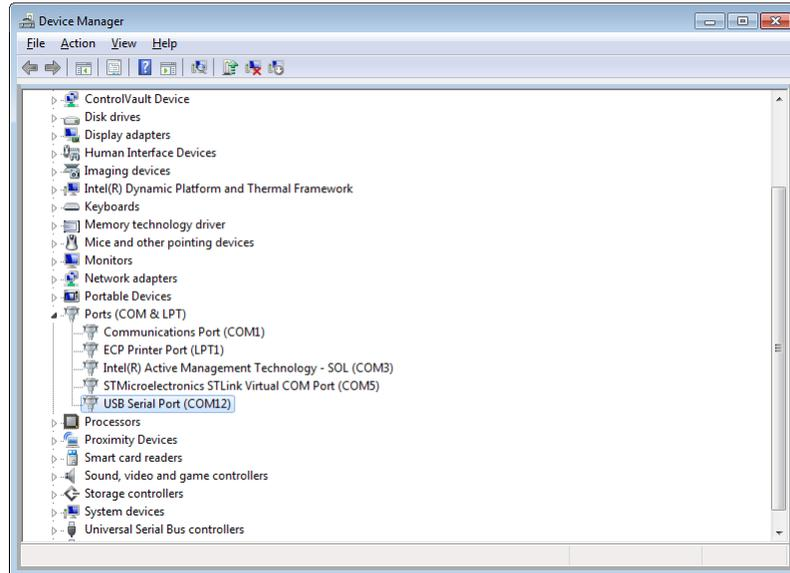 Device Manager
File Action View Help
ControlVault Device
Disk drives
Display adapters
Human Interface Devices
Imaging devices
Intel(R) Dynamic Platform and Thermal Framework
Keyboards
Memory technology driver
Mice and other pointing devices
Monitors
Network adapters
Portable Devices
Ports (COM & LPT)
Communications Port (COM1)
ECP Printer Port (LPT1)
Intel(R) Active Management Technology - SOL (COM3)
STMicroelectronics STLink Virtual COM Port (COM5)
USB Serial Port (COM12)
Processors
Proximity Devices
Smart card readers
Sound, video and game controllers
Storage controllers
System devices
Universal Serial Bus controllers